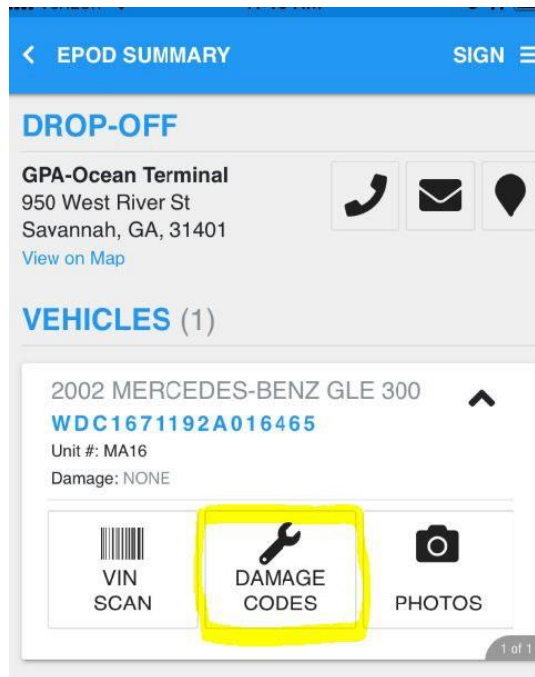 EPOD SUMMARY SIGN
DROP-OFF
GPA-Ocean Terminal
950 West River St
Savannah, GA, 31401
View on Map
VEHICLES (1)
2002 MERCEDES-BENZ GLE 300
WDC1671192A016465
Unit #: MA16
Damage: NONE
VIN
SCAN
DAMAGE
CODES
PHOTOS
1 of 1